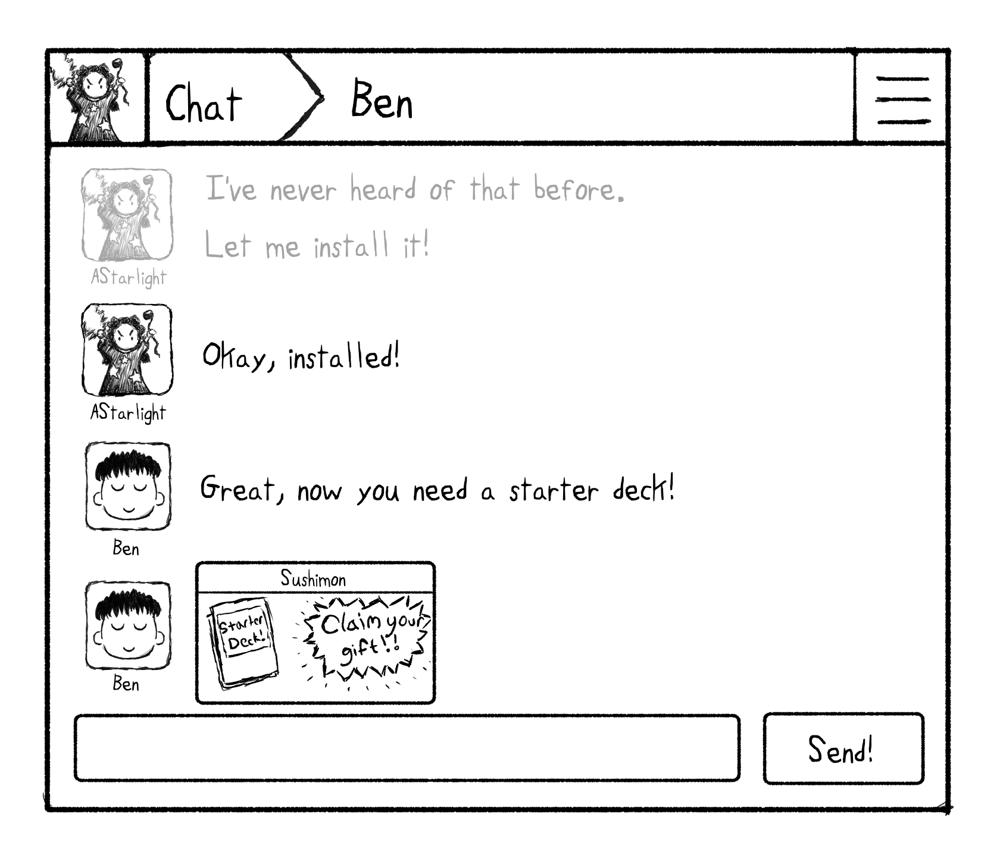 Chat
Ben
I've never heard of that before.
Let me install it!
AStarlight
Okay, installed!
AStarlight
Great, now you need a starter deck!
Ben
Sushimon
Starter
Deck!
Claim your
gift!!
Ben
Send!